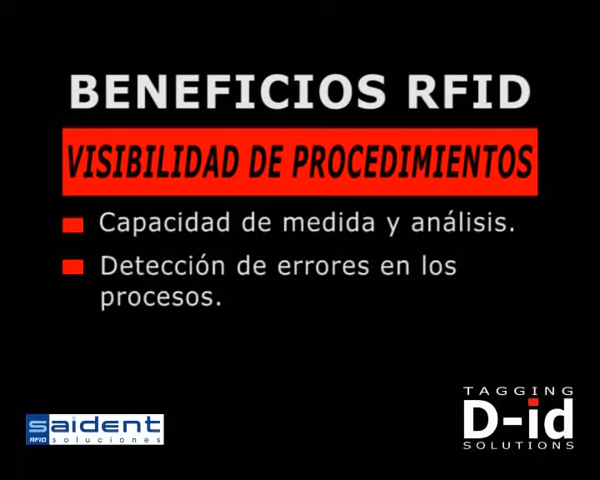 BENEFICIOS RFID
VISIBILIDAD DE PROCEDIMIENTOS
Capacidad de medida y análisis.
Detección de errores en los
procesos.
saident
RFID soluciones
TAGGING
D-id
SOLUTIONS